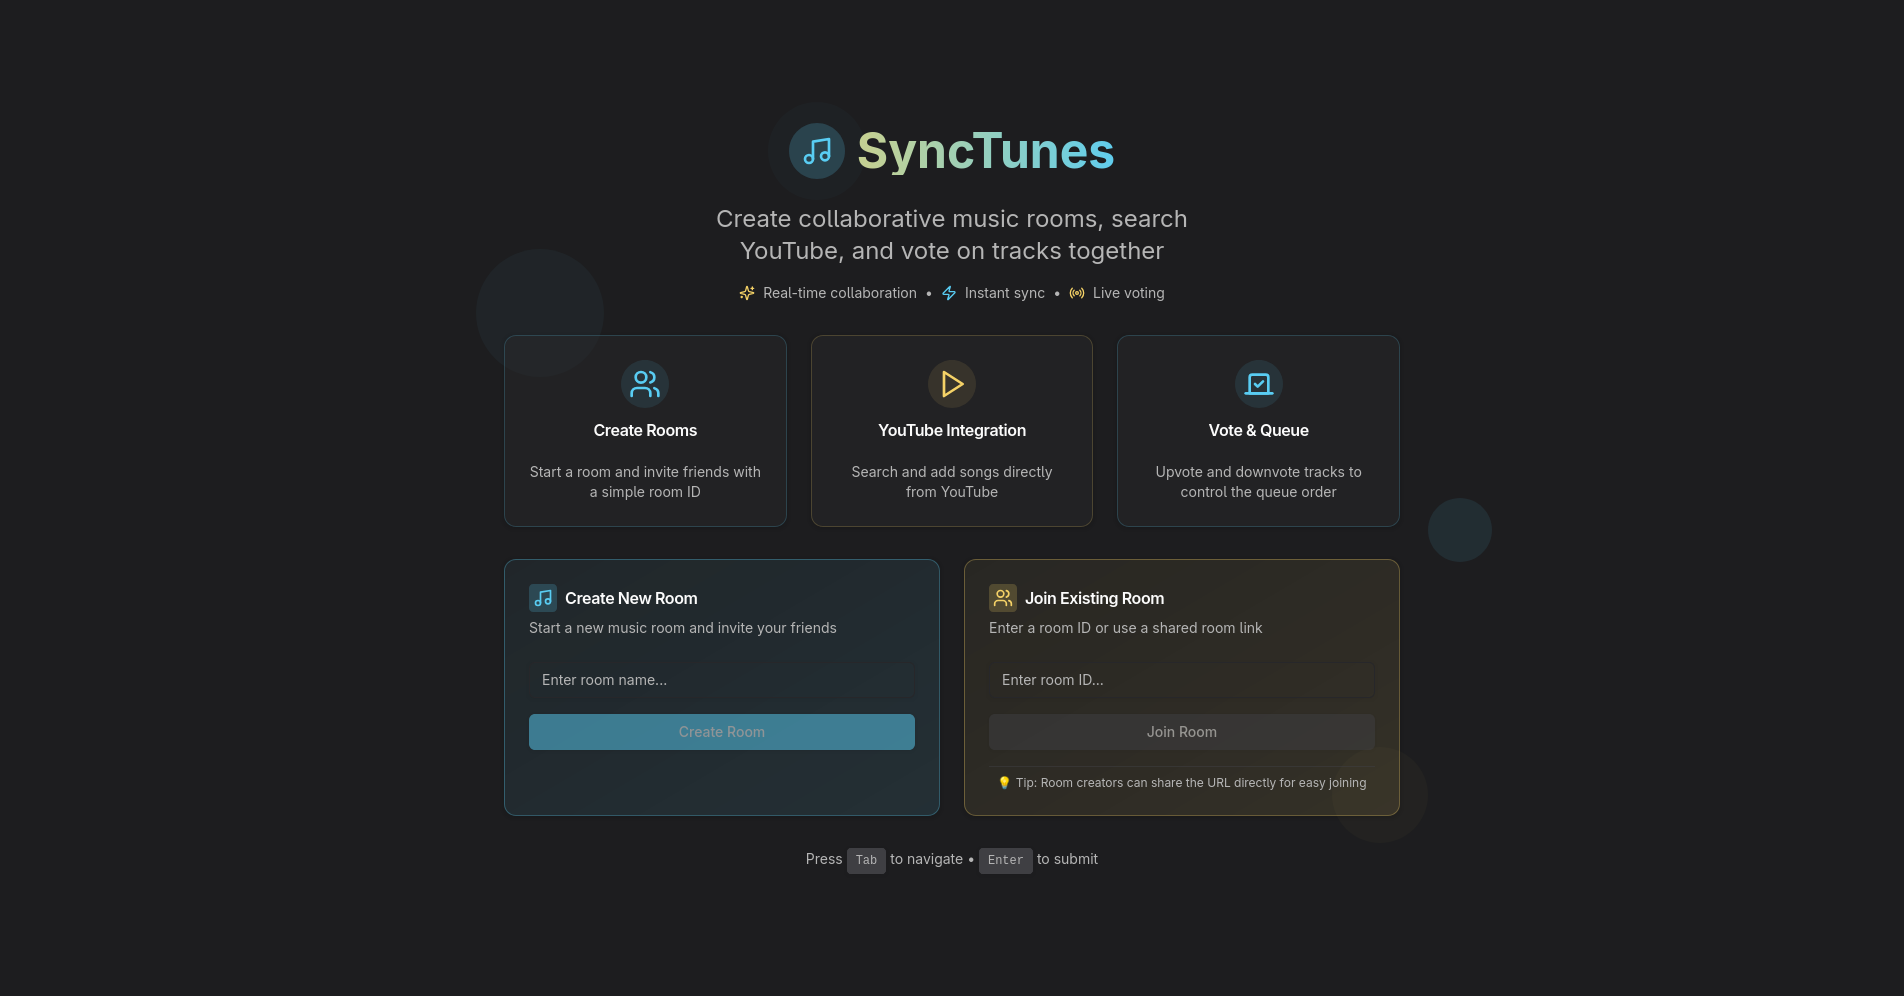 SyncTunes
Create collaborative music rooms, search
YouTube, and vote on tracks together
Real-time collaboration • Instant sync • Live voting
Create Rooms
Start a room and invite friends with
a simple room ID
YouTube Integration
Search and add songs directly
from YouTube
Vote & Queue
Upvote and downvote tracks to
control the queue order
Create New Room
Start a new music room and invite your friends
Enter room name...
Create Room
Join Existing Room
Enter a room ID or use a shared room link
Enter room ID...
Join Room
💡 Tip: Room creators can share the URL directly for easy joining
Press Tab to navigate • Enter to submit